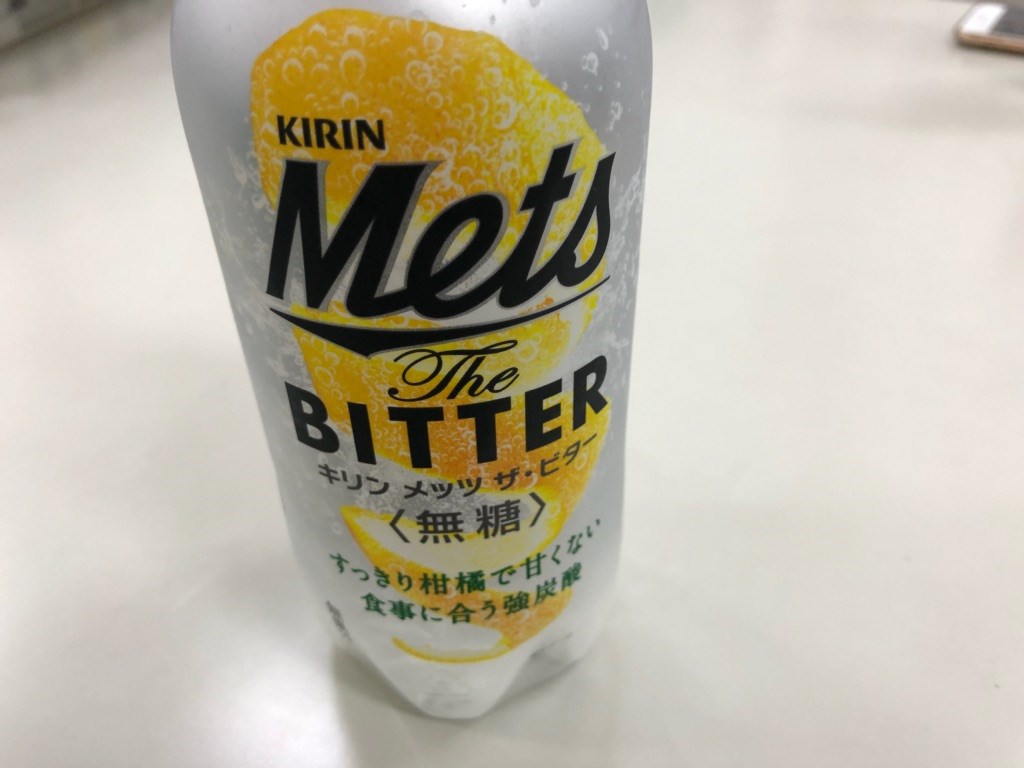 KIRIN
Mets
The
BITTER
キリン メッツ ザ・ビター
〈無糖〉
すっきり柑橘で甘くない
食事に合う強炭酸